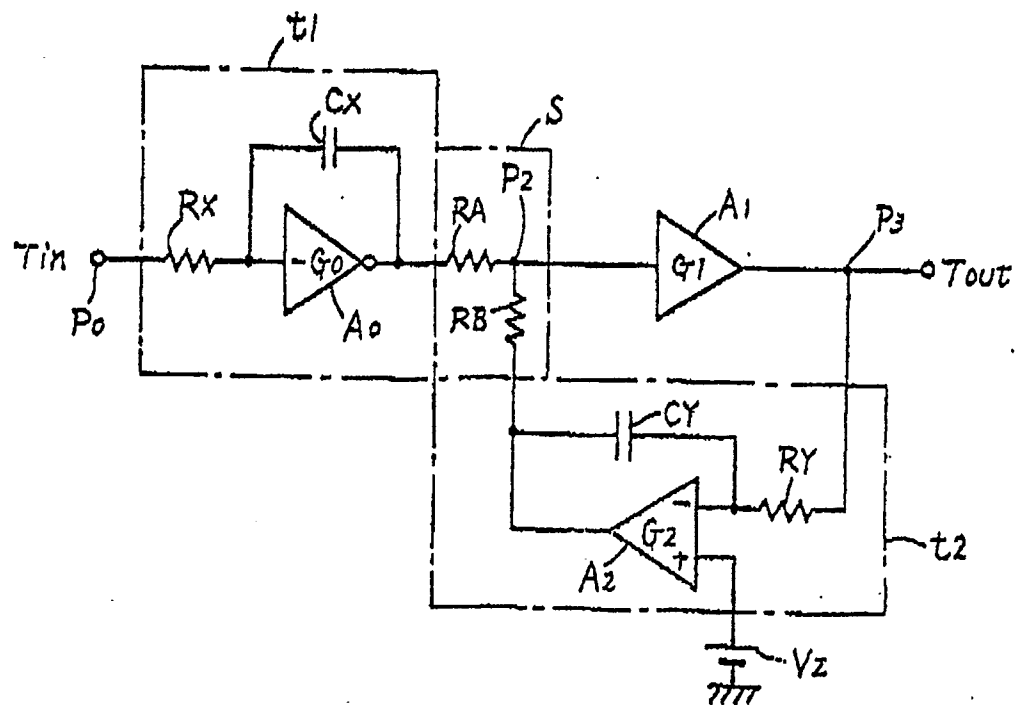 t1
CX
S
P2
RX
RA
A1
P3
Tin
- G0
G1
Tout
P0
A0
RB
CY
RY
-
G2
+
A2
t2
Vz